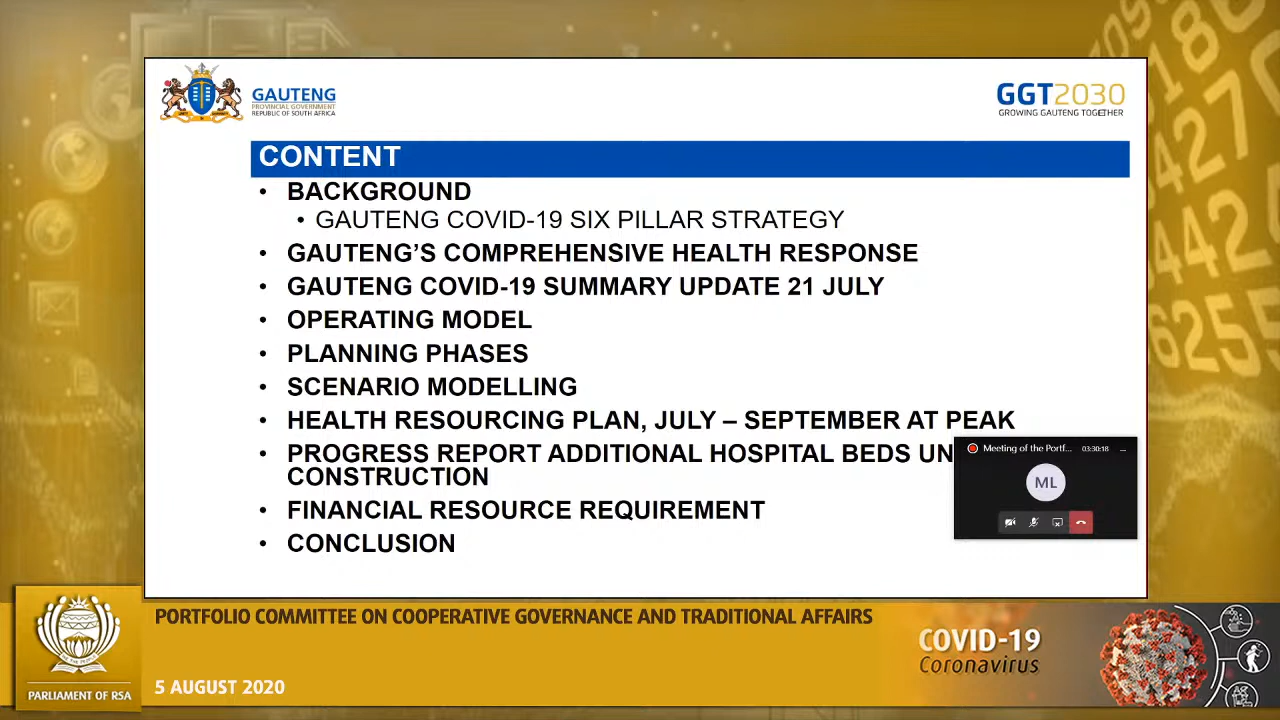 GAUTENG
PROVINCIAL GOVERNMENT
REPUBLIC OF SOUTH AFRICA
GGT2030
GROWING GAUTENG TOGETHER
CONTENT
• BACKGROUND
• GAUTENG COVID-19 SIX PILLAR STRATEGY
• GAUTENG’S COMPREHENSIVE HEALTH RESPONSE
• GAUTENG COVID-19 SUMMARY UPDATE 21 JULY
• OPERATING MODEL
• PLANNING PHASES
• SCENARIO MODELLING
• HEALTH RESOURCING PLAN, JULY – SEPTEMBER AT PEAK
• PROGRESS REPORT ADDITIONAL HOSPITAL BEDS UN
CONSTRUCTION
• FINANCIAL RESOURCE REQUIREMENT
• CONCLUSION
Meeting of the Portf... 03:30:18 ...
ML
PORTFOLIO COMMITTEE ON COOPERATIVE GOVERNANCE AND TRADITIONAL AFFAIRS
5 AUGUST 2020
PARLIAMENT OF RSA
COVID-19
Coronavirus